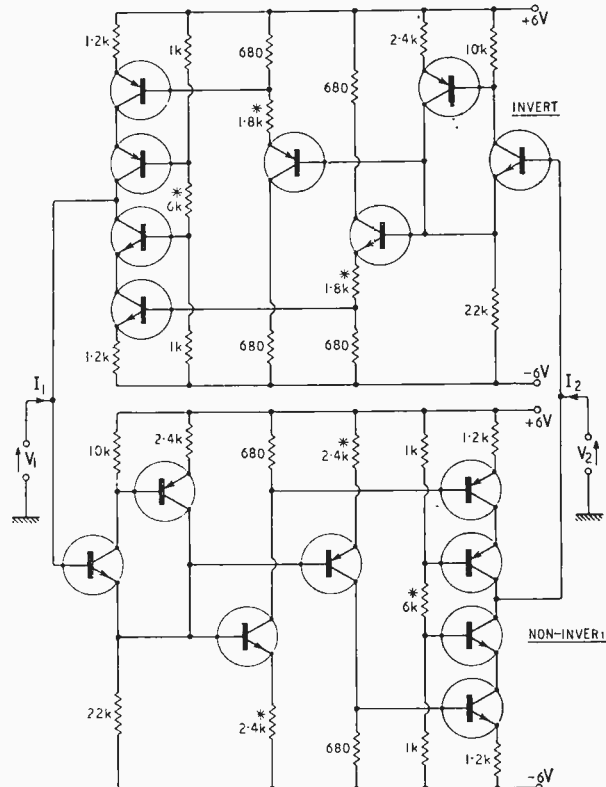 +6V
1·2k
1k
680
680
2·4k
10k
INVERT
*
1·8k
*
6k
*
1·8k
22k
1·2k
1k
680
680
-6V
I₁
I₂
V₁
V₂
+6V
10k
2·4k
680
*
2·4k
1k
1·2k
*
6k
NON-INVERT
22k
*
2·4k
680
1k
1·2k
-6V